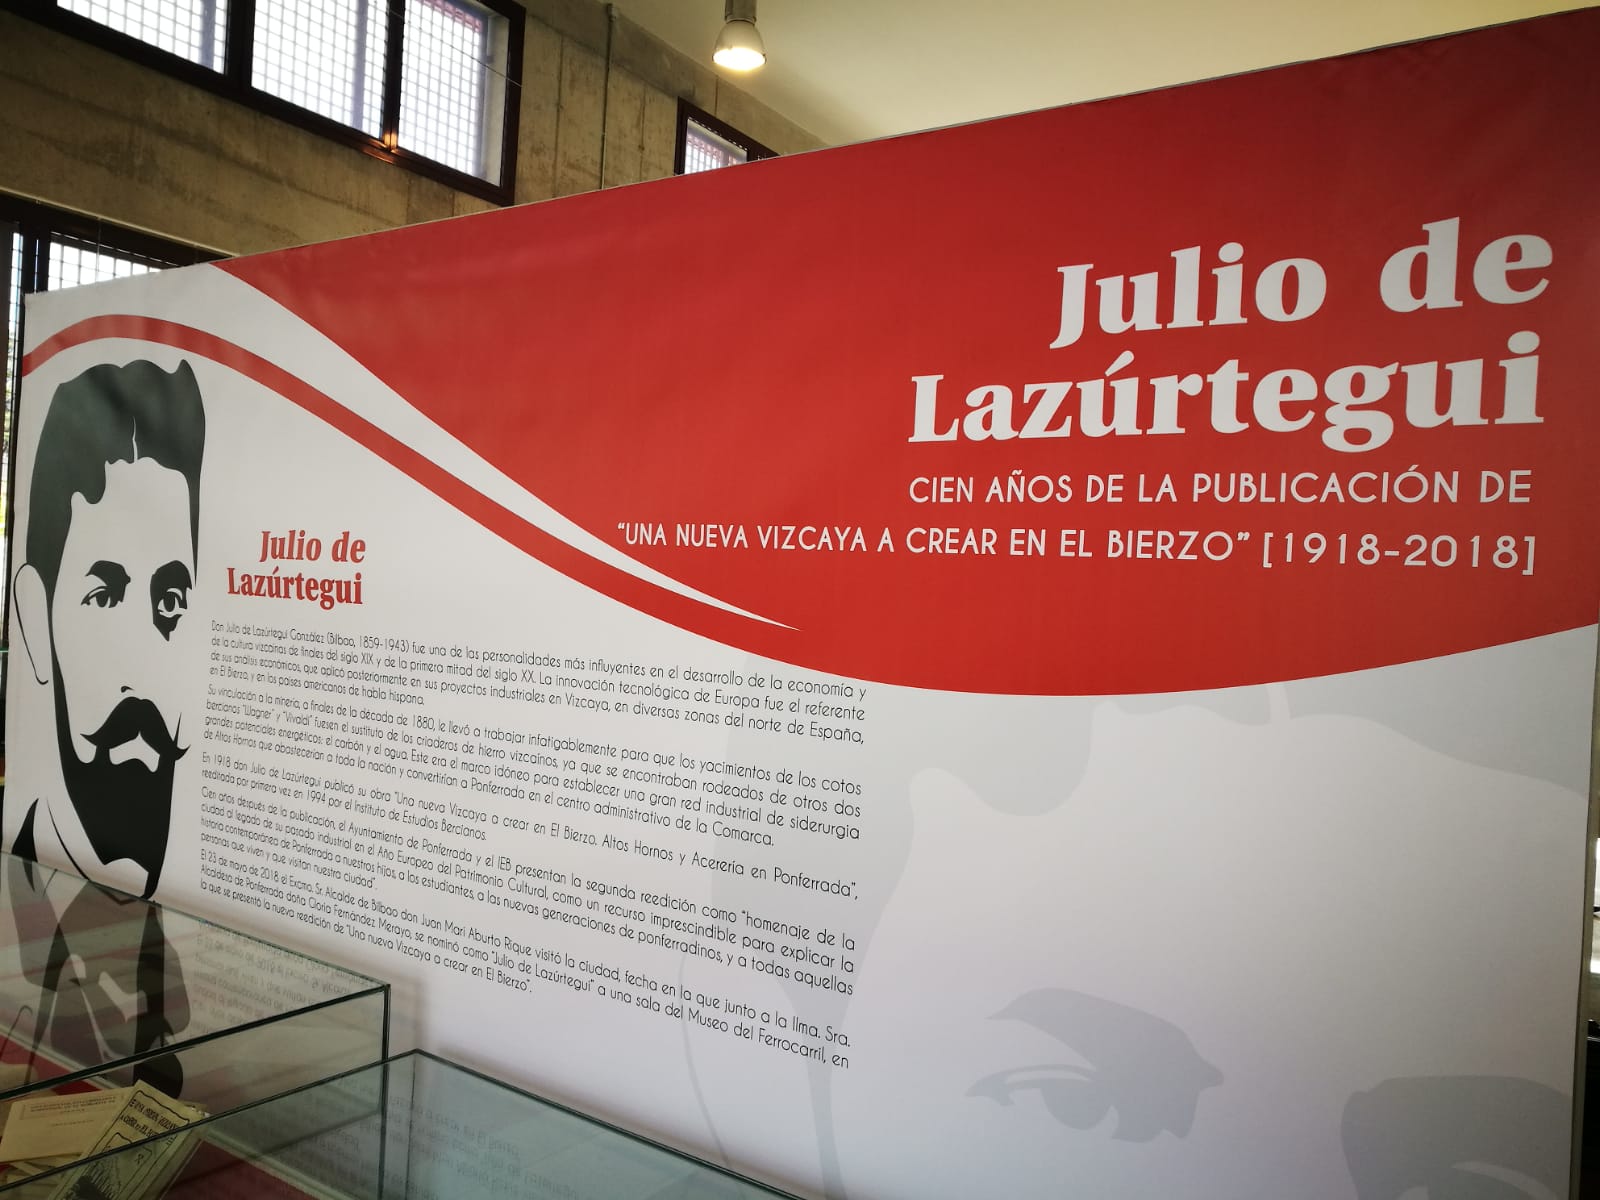 Julio de
Lazúrtegui
CIEN AÑOS DE LA PUBLICACIÓN DE
“UNA NUEVA VIZCAYA A CREAR EN EL BIERZO” [1918-2018]
Julio de
Lazúrtegui
Don Julio de Lazúrtegui González (Bilbao, 1859-1943) fue una de las personalidades más influyentes en el desarrollo de la economía y
de la cultura vizcaínas de finales del siglo XIX y de la primera mitad del siglo XX. La innovación tecnológica de Europa fue el referente
de sus análisis económicos, que aplicó posteriormente en sus proyectos industriales en Vizcaya, en diversas zonas del norte de España,
en El Bierzo, y en los países americanos de habla hispana.
Su vinculación a la minería, a finales de la década de 1880, le llevó a trabajar infatigablemente para que los yacimientos de los cotos
bercianos “Wagner” y “Vivaldi” fuesen el sustituto de los criaderos de hierro vizcaínos, ya que se encontraban rodeados de otros dos
grandes potenciales energéticos: el carbón y el agua. Este era el marco idóneo para establecer una gran red industrial de siderurgia
de Altos Hornos que abastecerían a toda la nación y convertirían a Ponferrada en el centro administrativo de la Comarca.
En 1918 don Julio de Lazúrtegui publicó su obra “Una nueva Vizcaya a crear en El Bierzo. Altos Hornos y Acerería en Ponferrada”,
reeditada por primera vez en 1994 por el Instituto de Estudios Bercianos.
Cien años después de la publicación, el Ayuntamiento de Ponferrada y el IEB presentan la segunda reedición como “homenaje de la
ciudad al legado de su pasado industrial en el Año Europeo del Patrimonio Cultural, como un recurso imprescindible para explicar la
historia contemporánea de Ponferrada a nuestros hijos, a los estudiantes, a las nuevas generaciones de ponferradinos, y a todas aquellas
personas que viven y que visitan nuestra ciudad”.
El 23 de mayo de 2018 el Excmo. Sr. Alcalde de Bilbao don Juan Mari Aburto Rique visitó la ciudad, fecha en la que junto a la Ilma. Sra.
Alcaldesa de Ponferrada doña Gloria Fernández Merayo, se nominó como “Julio de Lazúrtegui” a una sala del Museo del Ferrocarril, en
la que se presentó la nueva reedición de “Una nueva Vizcaya a crear en El Bierzo”.